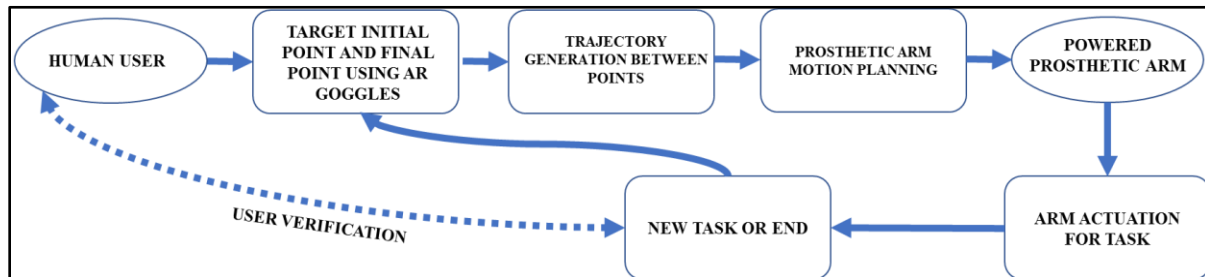 HUMAN USER
TARGET INITIAL
POINT AND FINAL
POINT USING AR
GOGGLES
TRAJECTORY
GENERATION BETWEEN
POINTS
PROSTHETIC ARM
MOTION PLANNING
POWERED
PROSTHETIC ARM
USER VERIFICATION
NEW TASK OR END
ARM ACTUATION
FOR TASK